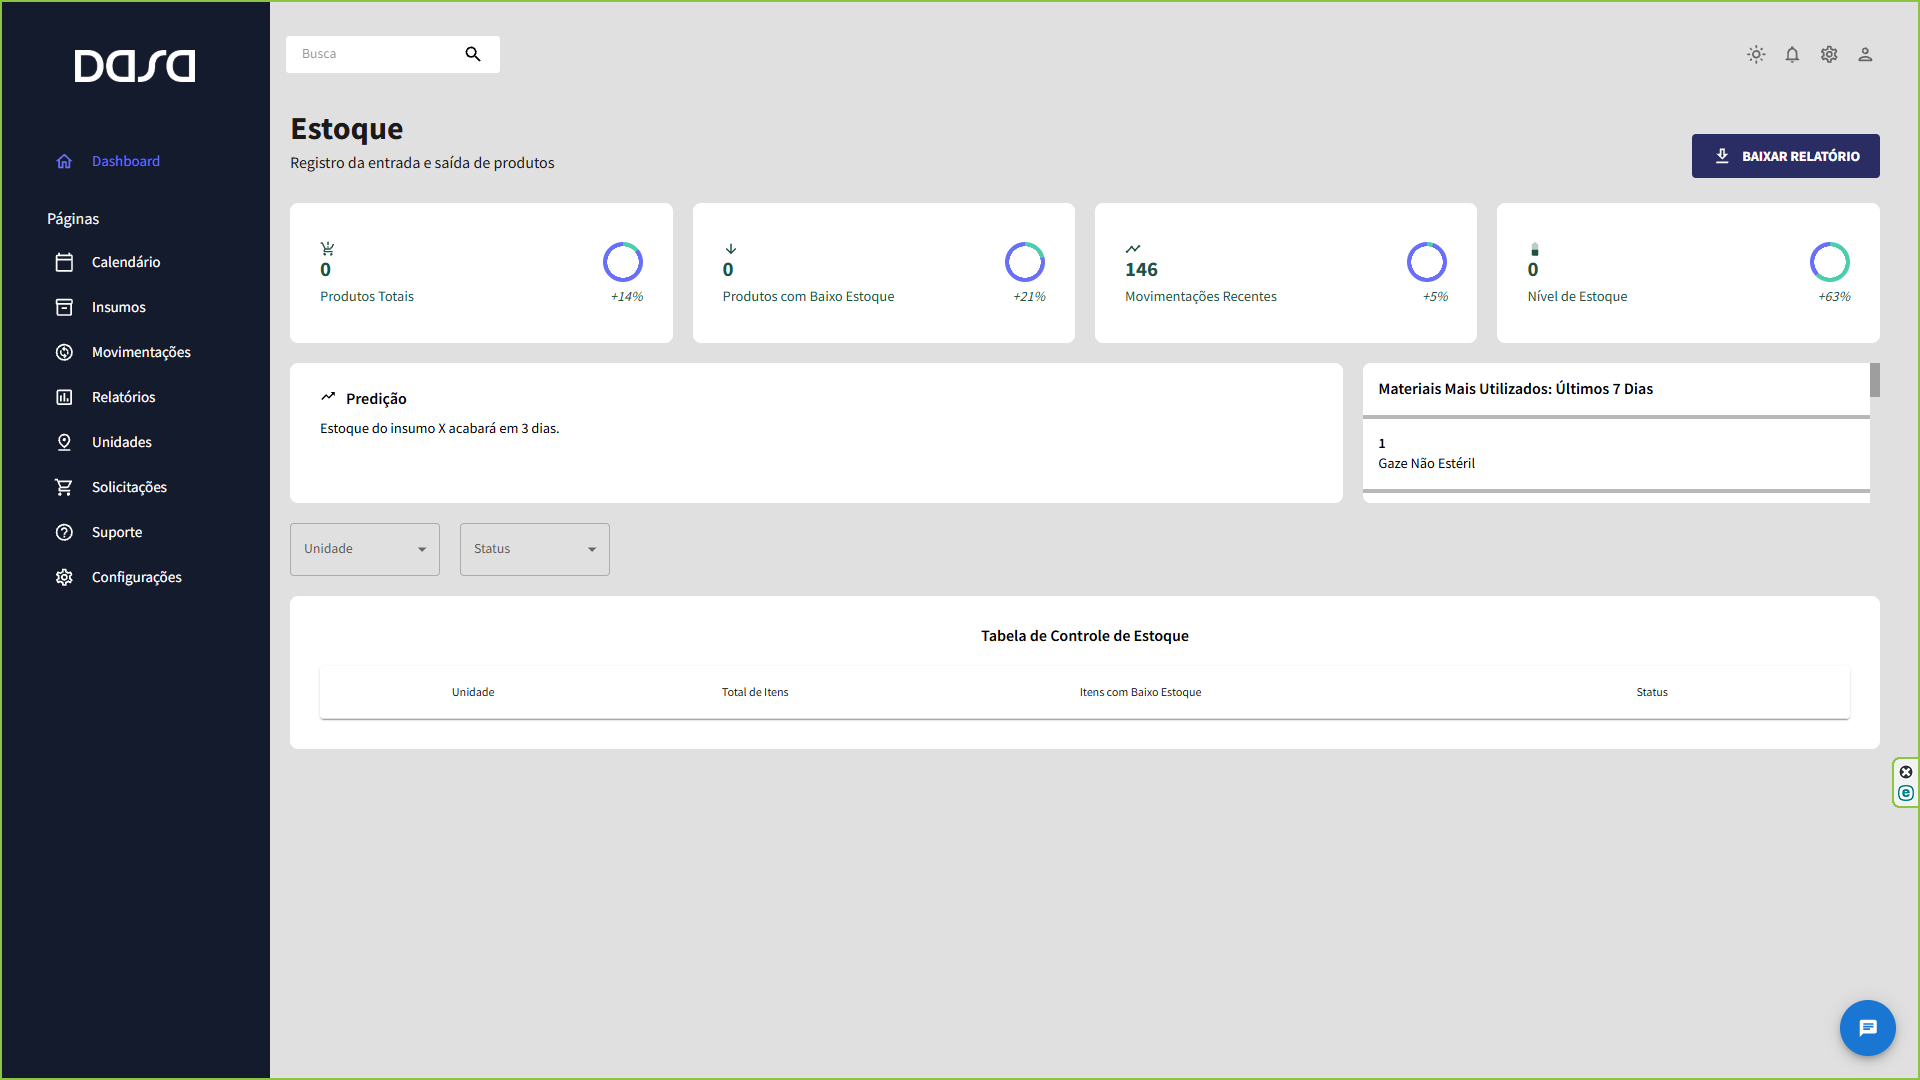 Dasa
Dashboard
Páginas
Calendário
Insumos
Movimentações
Relatórios
Unidades
Solicitações
Suporte
Configurações
Busca
Estoque
Registro da entrada e saída de produtos
BAIXAR RELATÓRIO
0
Produtos Totais
+14%
0
Produtos com Baixo Estoque
+21%
146
Movimentações Recentes
+5%
0
Nível de Estoque
+63%
Predição
Estoque do insumo X acabará em 3 dias.
Materiais Mais Utilizados: Últimos 7 Dias
1
Gaze Não Estéril
Unidade
Status
Tabela de Controle de Estoque
Unidade Total de Itens Itens com Baixo Estoque Status